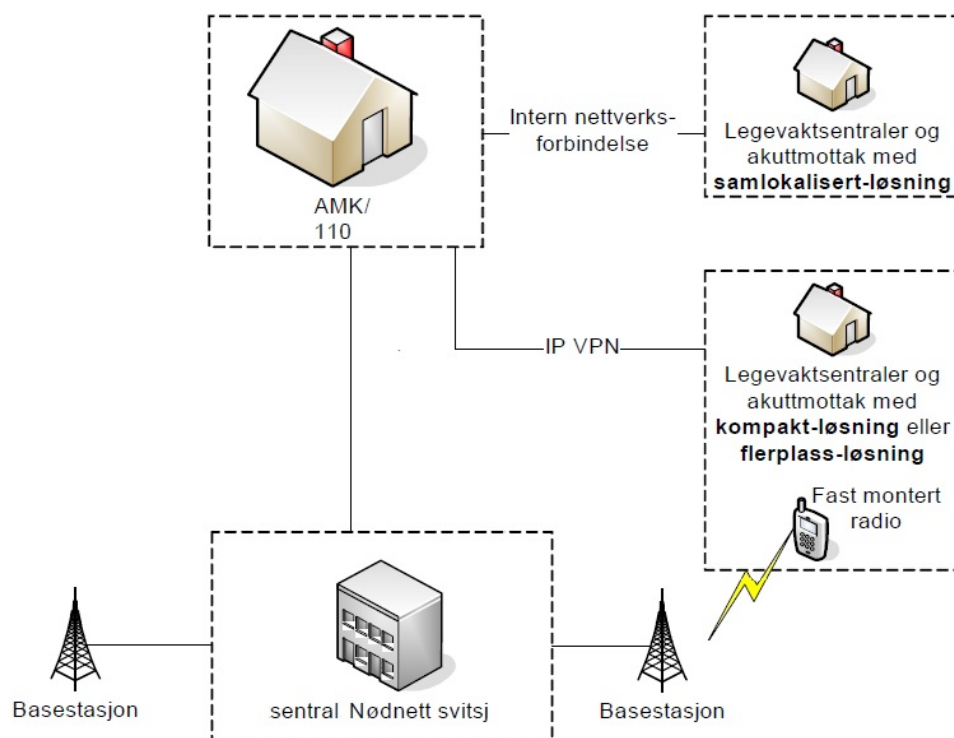 AMK/
110
Intern nettverks-
forbindelse
Legevaktsentraler og
akuttmottak med
samlokalisert-løsning
IP VPN
Legevaktsentraler og
akuttmottak med
kompakt-løsning eller
flerplass-løsning
Fast montert
radio
Basestasjon
sentral Nødnett svitsj
Basestasjon